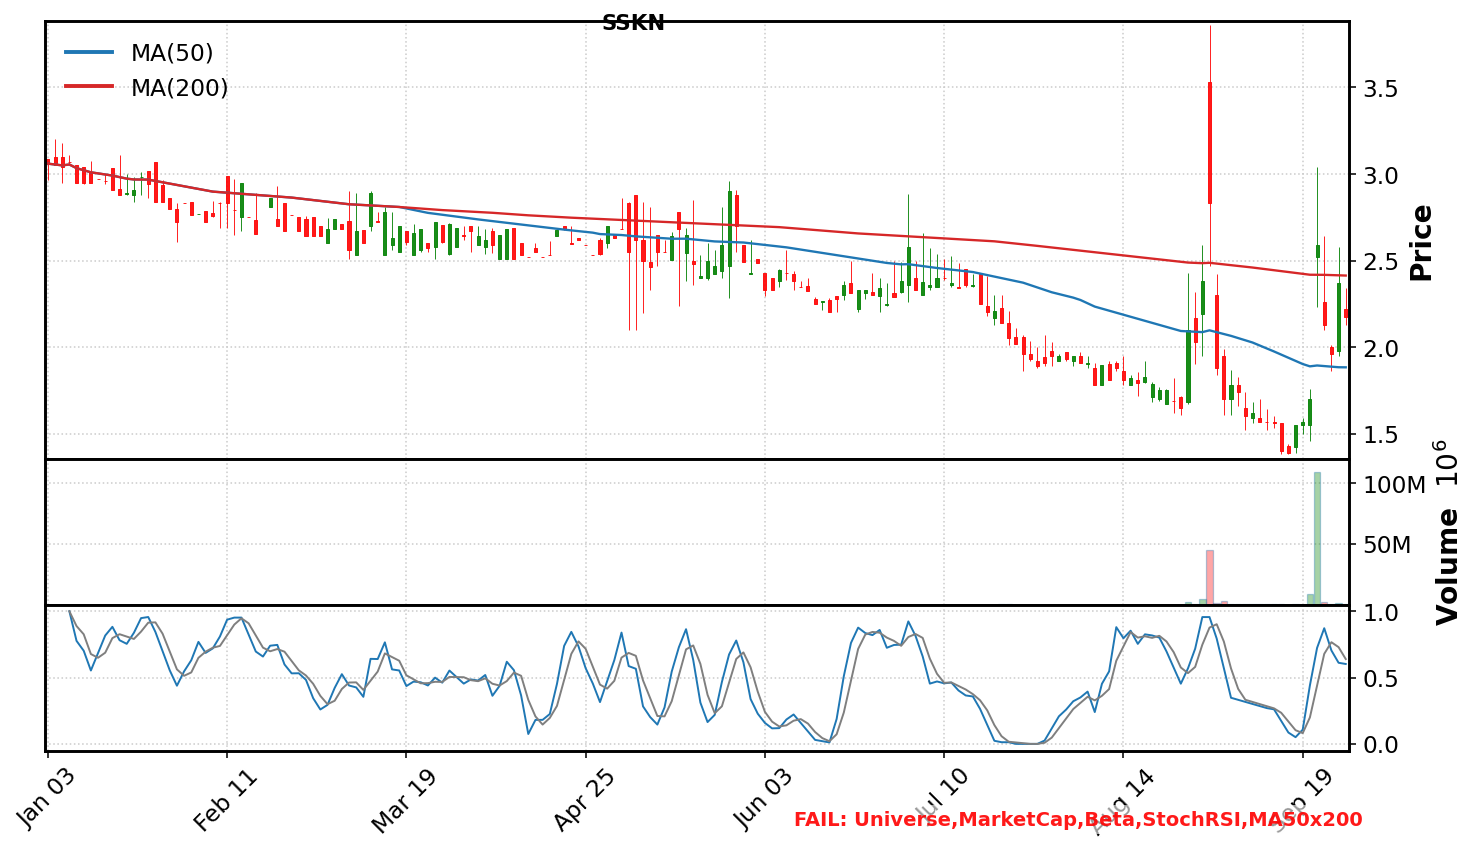 SSKN
MA(50)
MA(200)
3.5
3.0
2.5
2.0
1.5
Price
100M
50M
Volume 10^6
1.0
0.5
0.0
Jan 03
Feb 11
Mar 19
Apr 25
Jun 03
Jul 10
Aug 14
Sep 19
FAIL: Universe,MarketCap,Beta,StochRSI,MA50x200